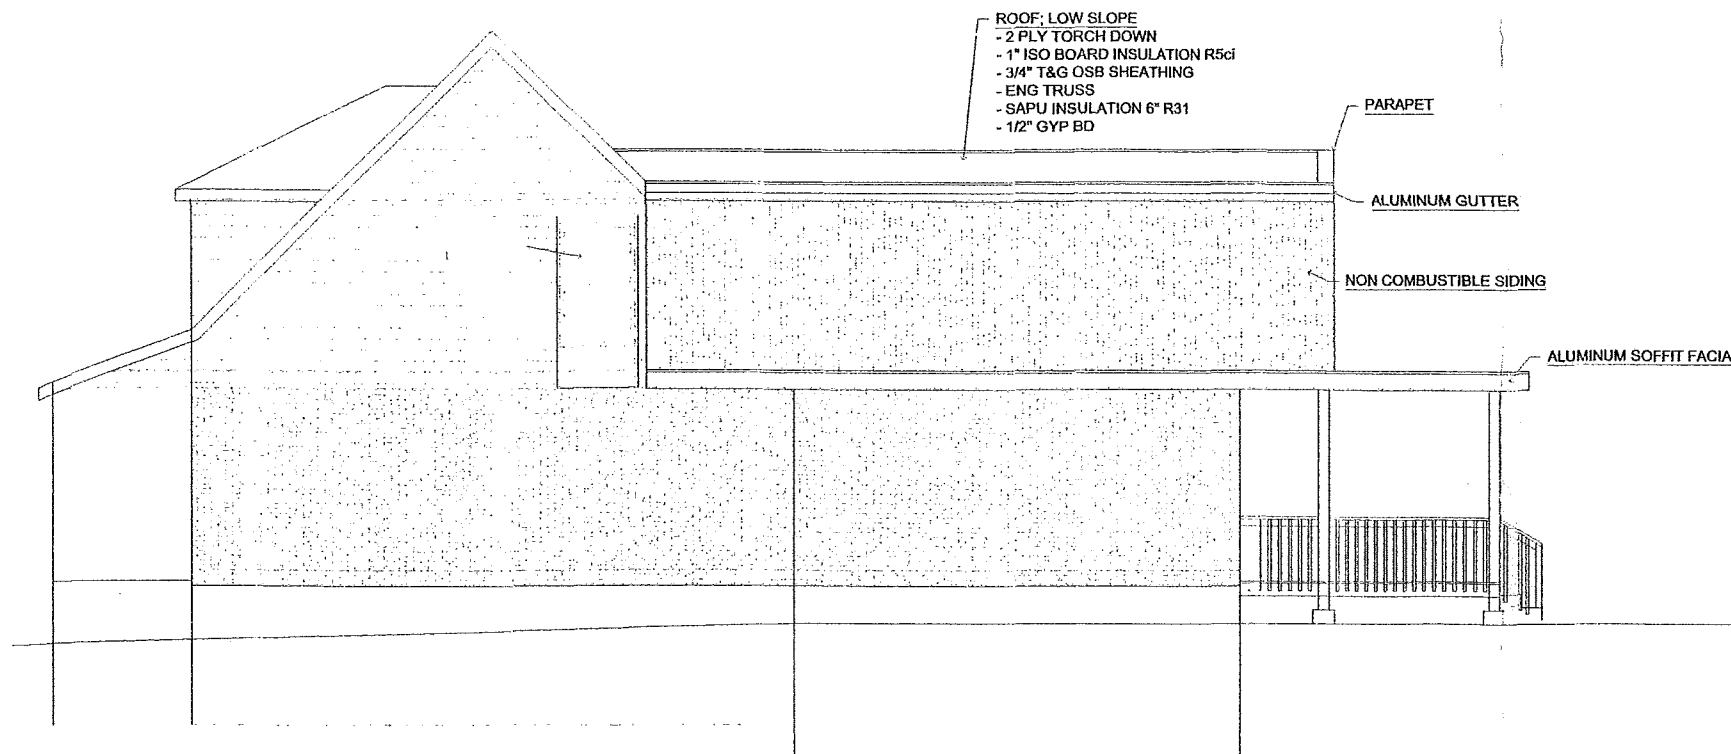 ROOF; LOW SLOPE
- 2 PLY TORCH DOWN
- 1" ISO BOARD INSULATION R5ci
- 3/4" T&G OSB SHEATHING
- ENG TRUSS
- SAPU INSULATION 6" R31
- 1/2" GYP BD
PARAPET
ALUMINUM GUTTER
NON COMBUSTIBLE SIDING
ALUMINUM SOFFIT FACIA